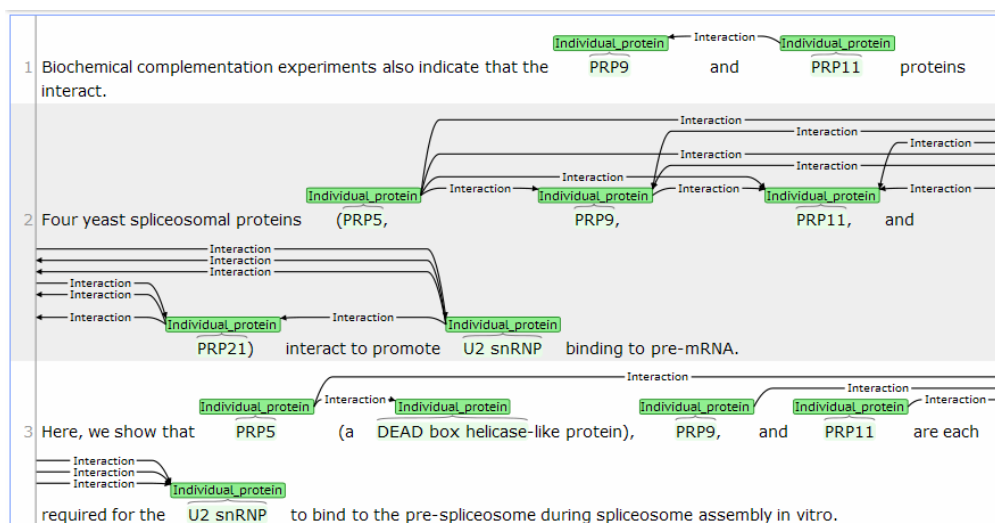 Individual_protein Interaction Individual_protein
1 Biochemical complementation experiments also indicate that the PRP9 and PRP11 proteins
interact.
Interaction
Interaction
Interaction
Interaction
Interaction
Interaction
Individual_protein Interaction Individual_protein Interaction Individual_protein Interaction
2 Four yeast spliceosomal proteins (PRP5, PRP9, PRP11, and
Interaction
Interaction
Interaction
Interaction
Interaction
Interaction Individual_protein Interaction Individual_protein
PRP21) interact to promote U2 snRNP binding to pre-mRNA.
Interaction
Interaction
Individual_protein Interaction Individual_protein Individual_protein Individual_protein Interaction
3 Here, we show that PRP5 (a DEAD box helicase-like protein), PRP9, and PRP11 are each
Interaction
Interaction
Interaction
Individual_protein
required for the U2 snRNP to bind to the pre-spliceosome during spliceosome assembly in vitro.